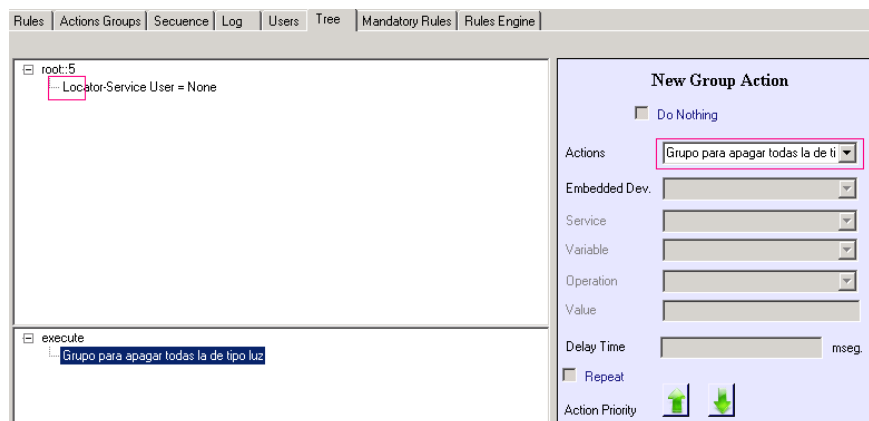 Rules Actions Groups Secuence Log Users Tree Mandatory Rules Rules Engine
root::5
Locator-Service User = None
execute
Grupo para apagar todas la de tipo luz
New Group Action
Do Nothing
Actions Grupo para apagar todas la de ti
Embedded Dev.
Service
Variable
Operation
Value
Delay Time mseg.
Repeat
Action Priority